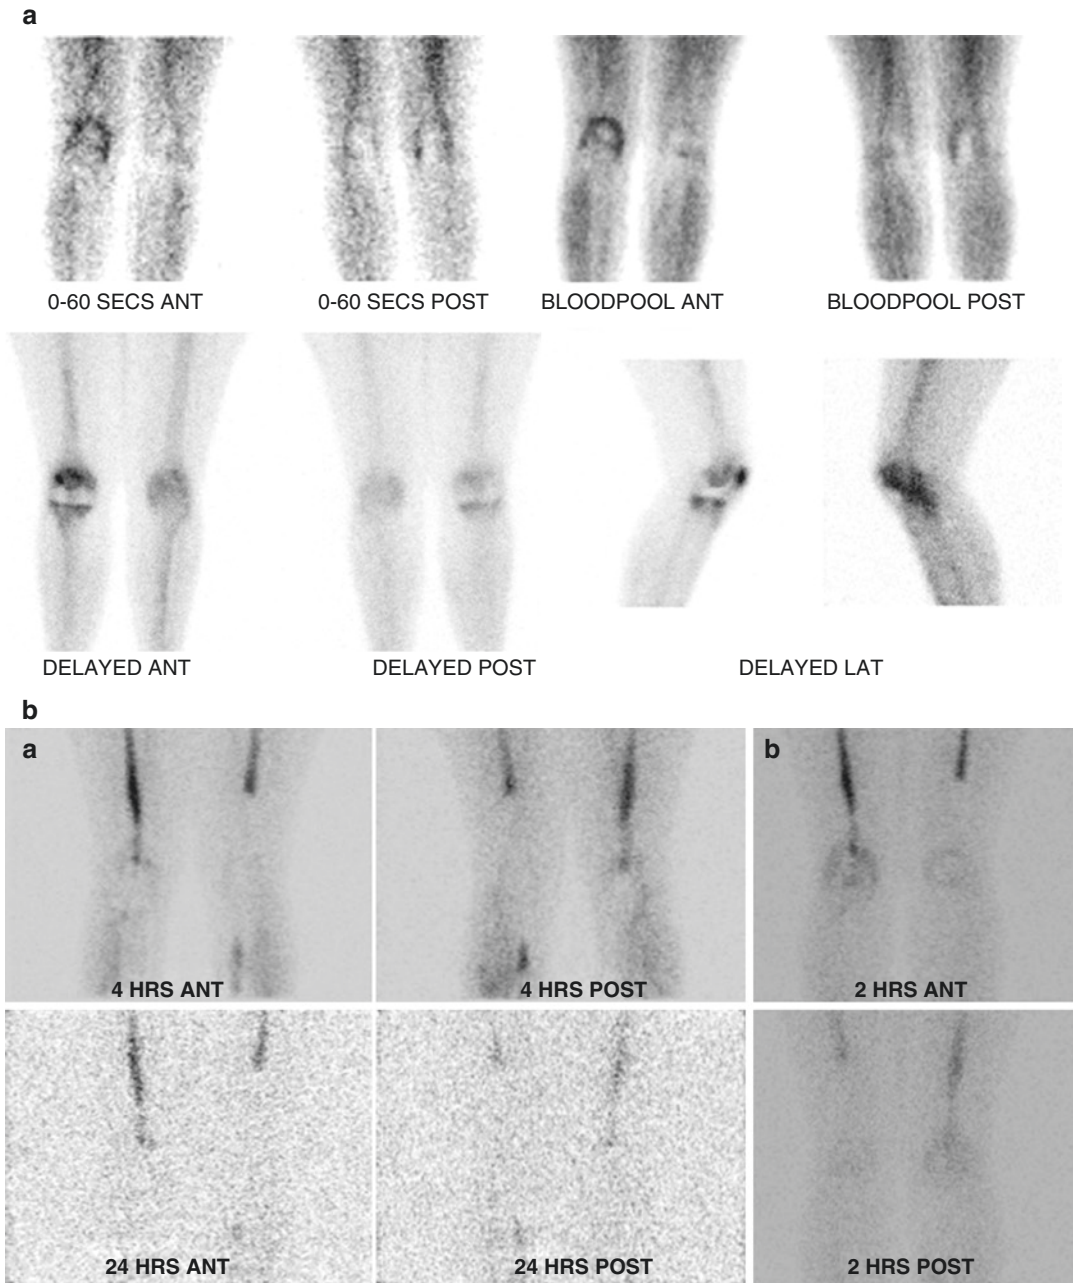 a
0-60 SECS ANT
0-60 SECS POST
BLOODPOOL ANT
BLOODPOOL POST
DELAYED ANT
DELAYED POST
DELAYED LAT
b
a
b
4 HRS ANT
4 HRS POST
2 HRS ANT
24 HRS ANT
24 HRS POST
2 HRS POST